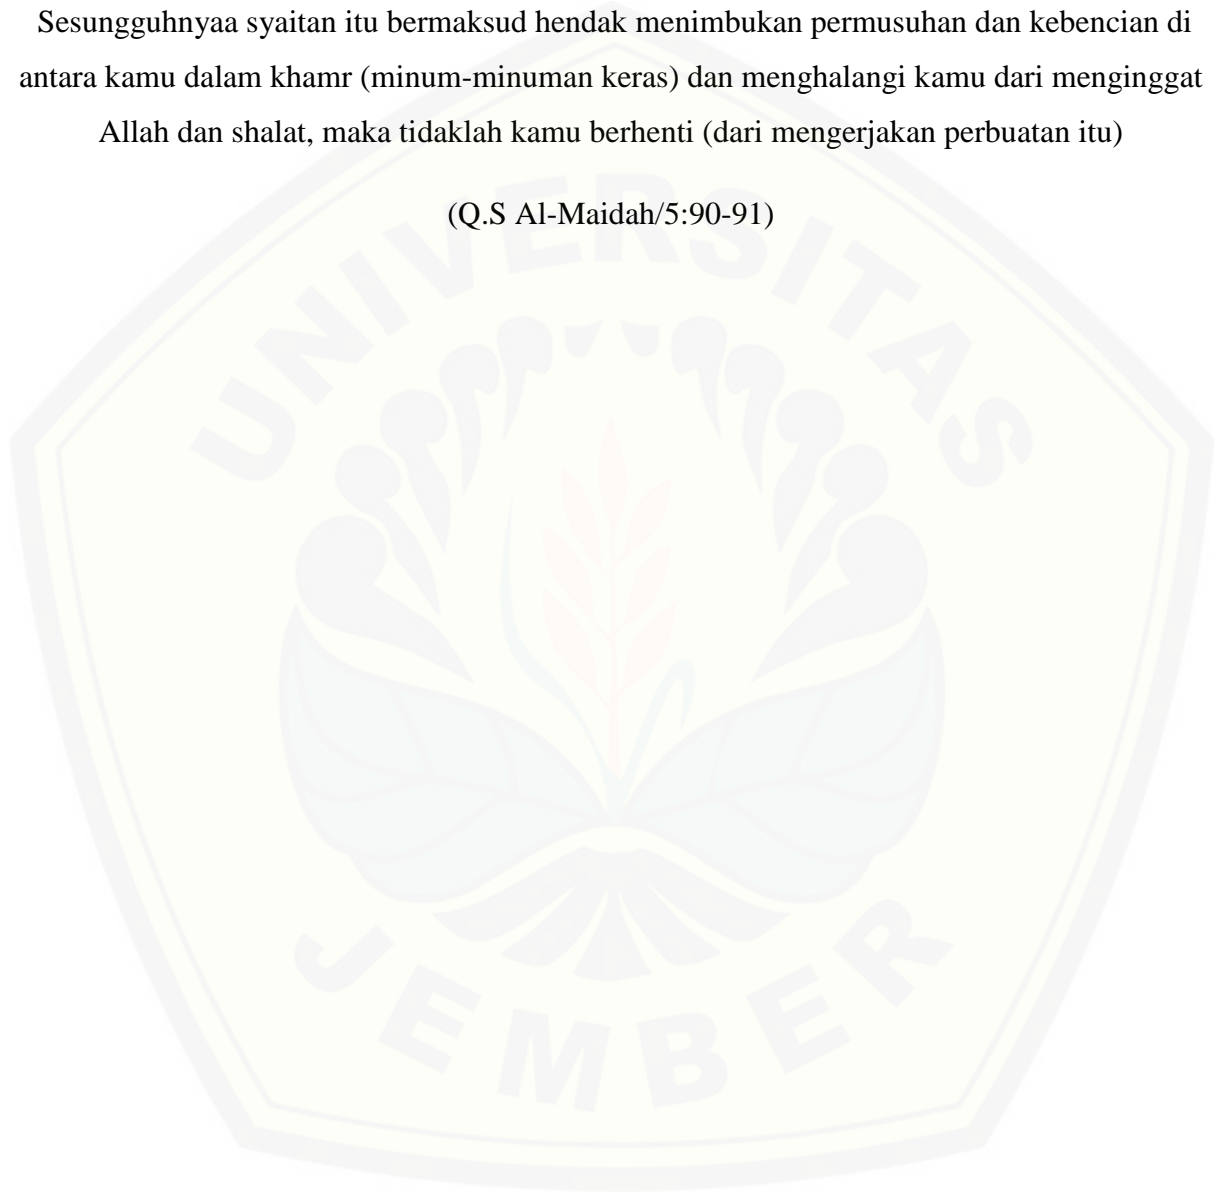 Sesungguhnyaa syaitan itu bermaksud hendak menimbukan permusuhan dan kebencian di
antara kamu dalam khamr (minum-minuman keras) dan menghalangi kamu dari menginggat
Allah dan shalat, maka tidaklah kamu berhenti (dari mengerjakan perbuatan itu)
(Q.S Al-Maidah/5:90-91)
UNIVERSITAS
JEMBER